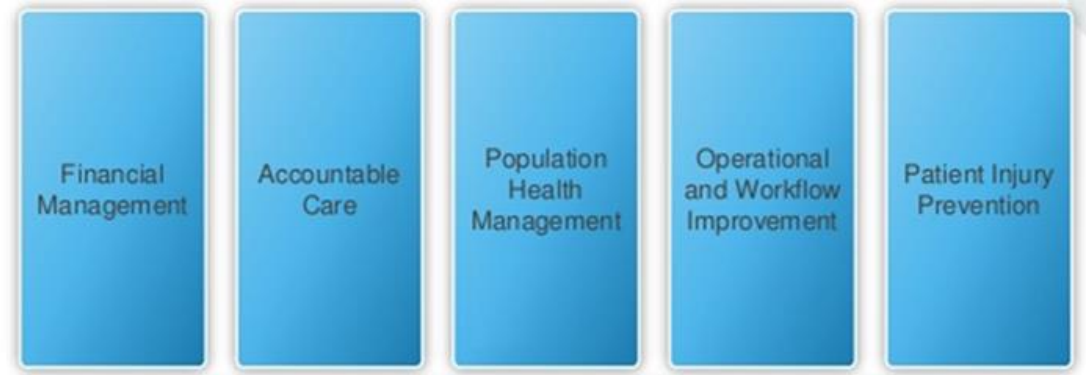 Financial
Management
Accountable
Care
Population
Health
Management
Operational
and Workflow
Improvement
Patient Injury
Prevention